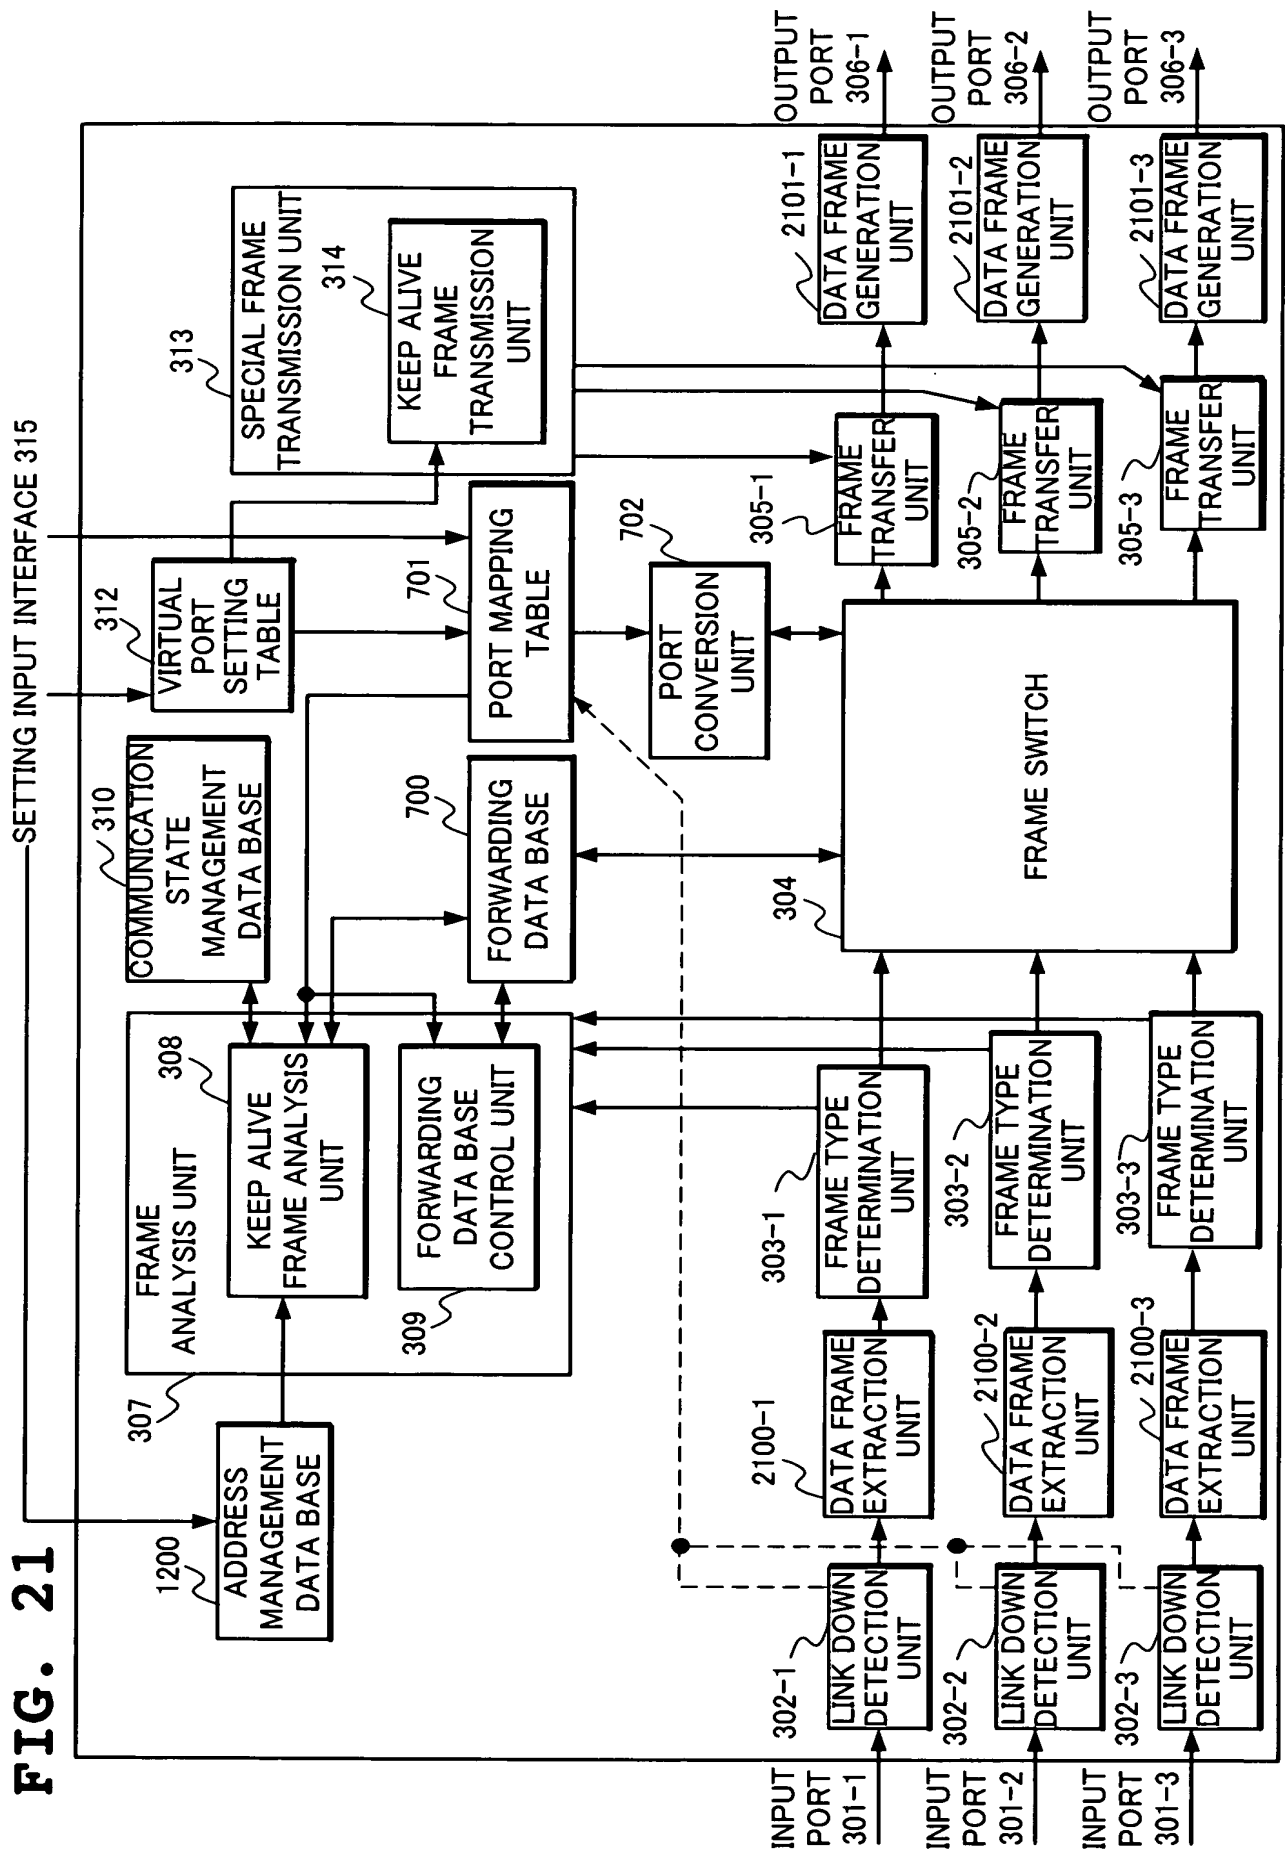 FIG. 21
SETTING INPUT INTERFACE 315
1200
ADDRESS
MANAGEMENT
DATA BASE
307
FRAME
ANALYSIS UNIT
308
KEEP ALIVE
FRAME ANALYSIS
UNIT
309
FORWARDING
DATA BASE
CONTROL UNIT
310
COMMUNICATION
STATE
MANAGEMENT
DATA BASE
312
VIRTUAL
PORT
SETTING
TABLE
313
SPECIAL FRAME
TRANSMISSION UNIT
314
KEEP ALIVE
FRAME
TRANSMISSION
UNIT
700
FORWARDING
DATA BASE
701
PORT MAPPING
TABLE
702
PORT
CONVERSION
UNIT
304
FRAME SWITCH
INPUT
PORT
301-1
302-1
LINK DOWN
DETECTION
UNIT
2100-1
DATA FRAME
EXTRACTION
UNIT
303-1
FRAME TYPE
DETERMINATION
UNIT
305-1
FRAME
TRANSFER
UNIT
2101-1
DATA FRAME
GENERATION
UNIT
OUTPUT
PORT
306-1
INPUT
PORT
301-2
302-2
LINK DOWN
DETECTION
UNIT
2100-2
DATA FRAME
EXTRACTION
UNIT
303-2
FRAME TYPE
DETERMINATION
UNIT
305-2
FRAME
TRANSFER
UNIT
2101-2
DATA FRAME
GENERATION
UNIT
OUTPUT
PORT
306-2
INPUT
PORT
301-3
302-3
LINK DOWN
DETECTION
UNIT
2100-3
DATA FRAME
EXTRACTION
UNIT
303-3
FRAME TYPE
DETERMINATION
UNIT
305-3
FRAME
TRANSFER
UNIT
2101-3
DATA FRAME
GENERATION
UNIT
OUTPUT
PORT
306-3